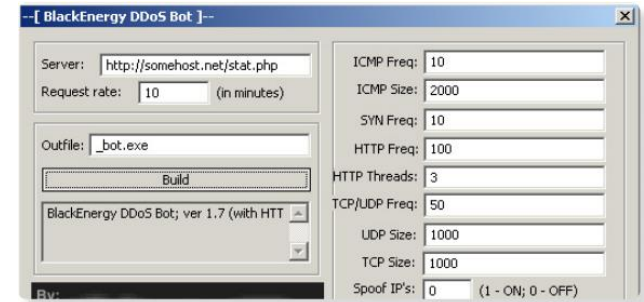 --[ BlackEnergy DDoS Bot ]--
Server: http://somehost.net/stat.php
Request rate: 10 (in minutes)
Outfile: _bot.exe
Build
BlackEnergy DDoS Bot; ver 1.7 (with HTT
By:
ICMP Freq: 10
ICMP Size: 2000
SYN Freq: 10
HTTP Freq: 100
HTTP Threads: 3
TCP/UDP Freq: 50
UDP Size: 1000
TCP Size: 1000
Spoof IP's: 0 (1 - ON; 0 - OFF)